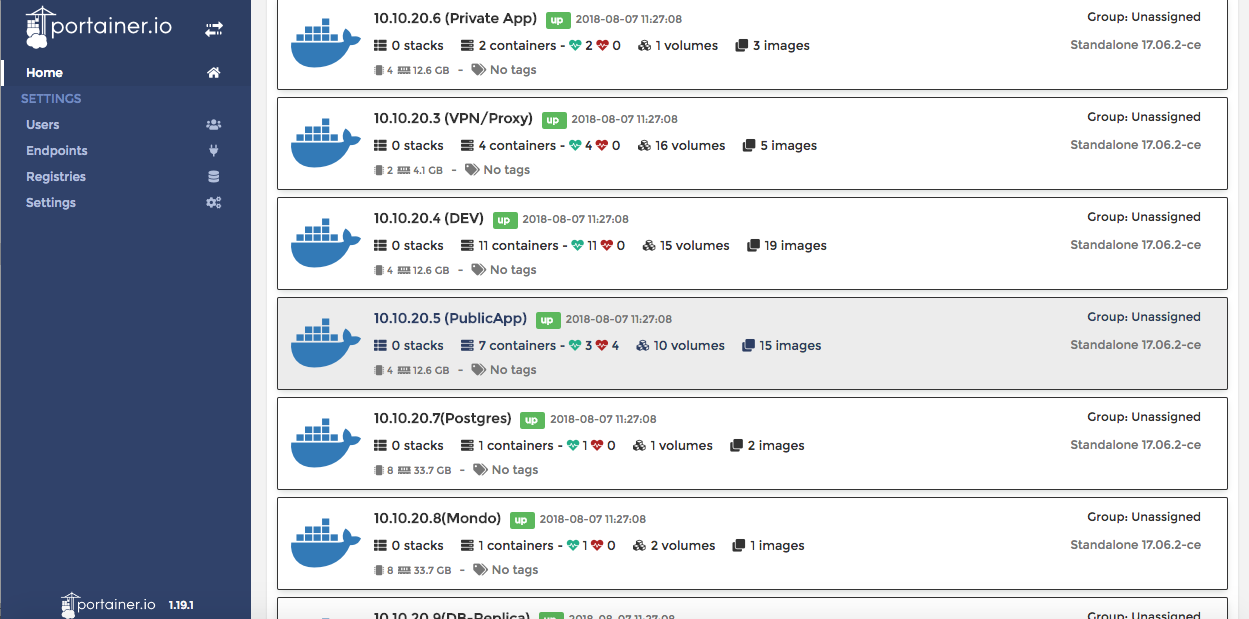 portainer.io
Home
SETTINGS
Users
Endpoints
Registries
Settings
portainer.io 1.19.1
10.10.20.6 (Private App) up 2018-08-07 11:27:08 Group: Unassigned
0 stacks 2 containers - 2 0 1 volumes 3 images Standalone 17.06.2-ce
4 12.6 GB - No tags
10.10.20.3 (VPN/Proxy) up 2018-08-07 11:27:08 Group: Unassigned
0 stacks 4 containers - 4 0 16 volumes 5 images Standalone 17.06.2-ce
2 4.1 GB - No tags
10.10.20.4 (DEV) up 2018-08-07 11:27:08 Group: Unassigned
0 stacks 11 containers - 11 0 15 volumes 19 images Standalone 17.06.2-ce
4 12.6 GB - No tags
10.10.20.5 (PublicApp) up 2018-08-07 11:27:08 Group: Unassigned
0 stacks 7 containers - 3 4 10 volumes 15 images Standalone 17.06.2-ce
4 12.6 GB - No tags
10.10.20.7(Postgres) up 2018-08-07 11:27:08 Group: Unassigned
0 stacks 1 containers - 1 0 1 volumes 2 images Standalone 17.06.2-ce
8 33.7 GB - No tags
10.10.20.8(Mondo) up 2018-08-07 11:27:08 Group: Unassigned
0 stacks 1 containers - 1 0 2 volumes 1 images Standalone 17.06.2-ce
8 33.7 GB - No tags
10.10.20.9(DB-Replica) up 2018-08-07 11:27:08 Group: Unassigned